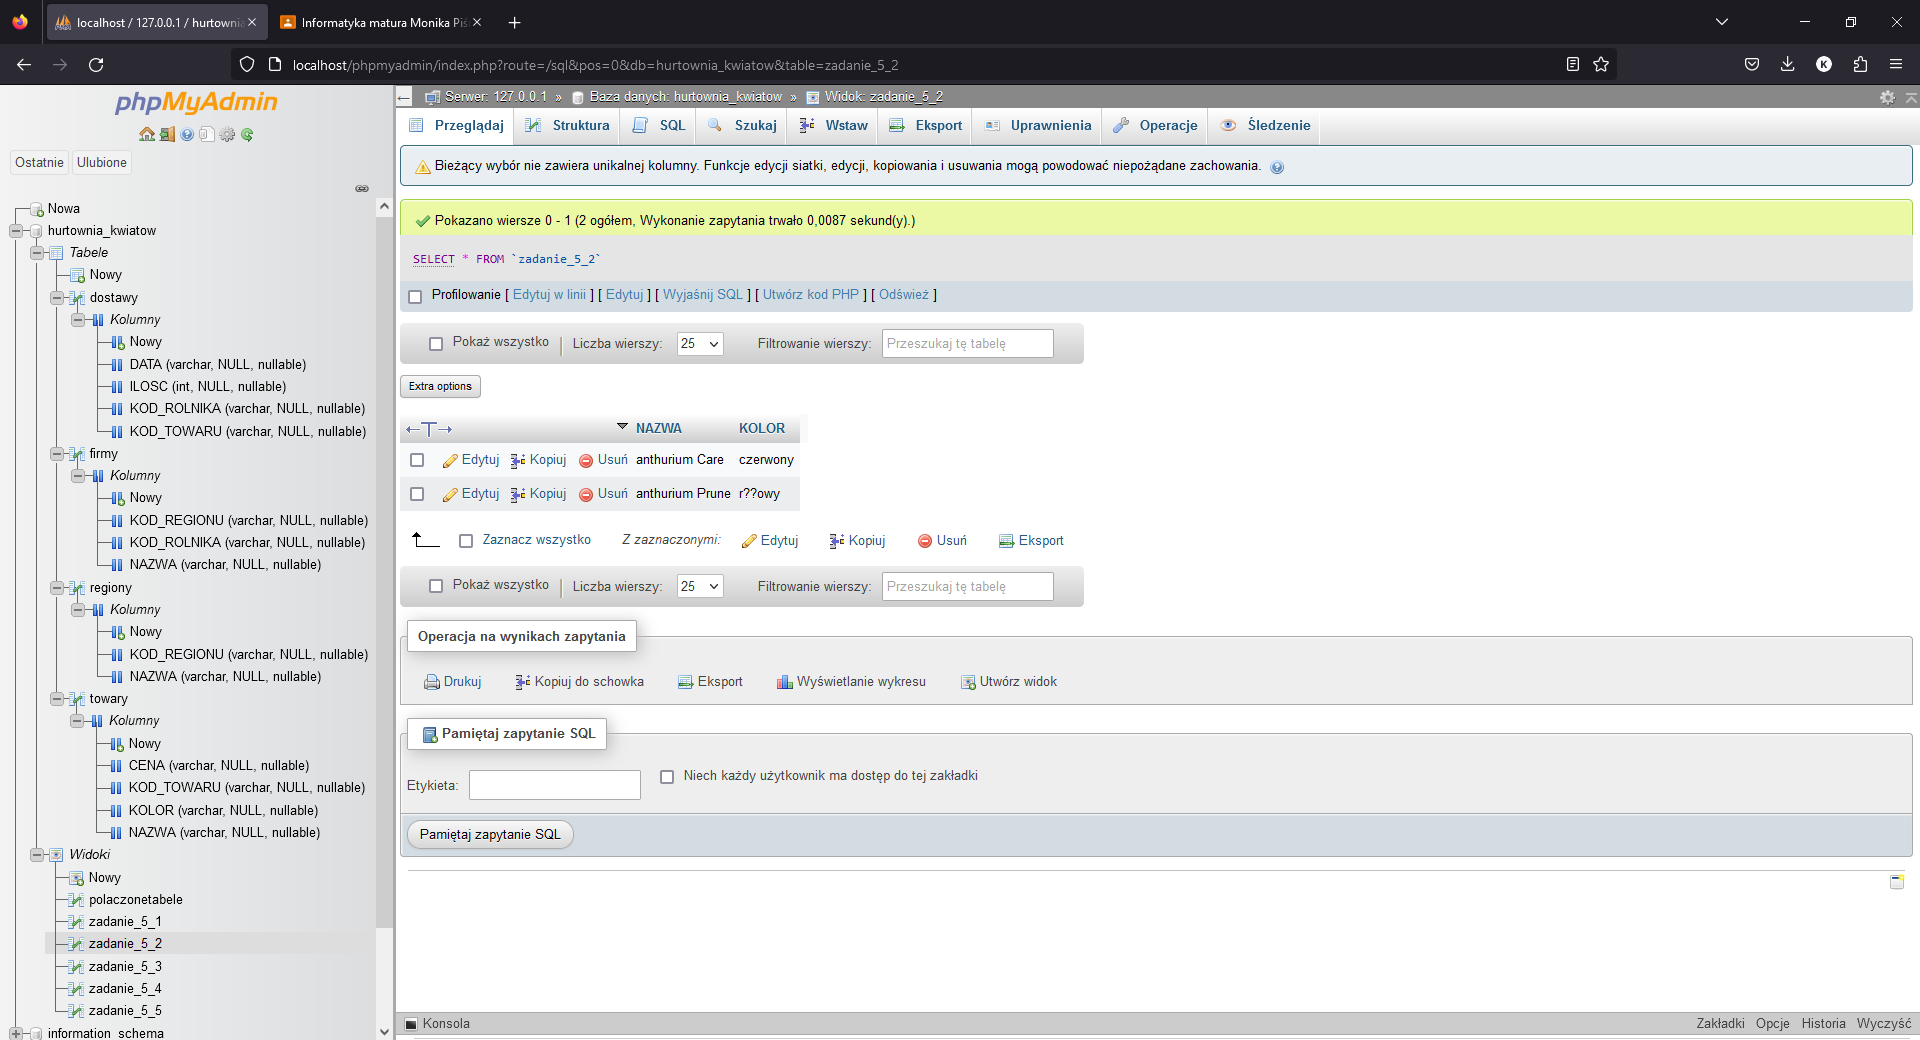 localhost / 127.0.0.1 / hurtownia
Informatyka matura Monika Piś
localhost/phpmyadmin/index.php?route=/sql&pos=0&db=hurtownia_kwiatow&table=zadanie_5_2
phpMyAdmin
Ostatnie Ulubione
Nowa
hurtownia_kwiatow
Tabele
Nowy
dostawy
Kolumny
Nowy
DATA (varchar, NULL, nullable)
ILOSC (int, NULL, nullable)
KOD_ROLNIKA (varchar, NULL, nullable)
KOD_TOWARU (varchar, NULL, nullable)
firmy
Kolumny
Nowy
KOD_REGIONU (varchar, NULL, nullable)
KOD_ROLNIKA (varchar, NULL, nullable)
NAZWA (varchar, NULL, nullable)
regiony
Kolumny
Nowy
KOD_REGIONU (varchar, NULL, nullable)
NAZWA (varchar, NULL, nullable)
towary
Kolumny
Nowy
CENA (varchar, NULL, nullable)
KOD_TOWARU (varchar, NULL, nullable)
KOLOR (varchar, NULL, nullable)
NAZWA (varchar, NULL, nullable)
Widoki
Nowy
polaczonetabele
zadanie_5_1
zadanie_5_2
zadanie_5_3
zadanie_5_4
zadanie_5_5
information_schema
Serwer: 127.0.0.1 » Baza danych: hurtownia_kwiatow » Widok: zadanie_5_2
Przeglądaj Struktura SQL Szukaj Wstaw Eksport Uprawnienia Operacje Śledzenie
Bieżący wybór nie zawiera unikalnej kolumny. Funkcje edycji siatki, edycji, kopiowania i usuwania mogą powodować niepożądane zachowania.
Pokazano wiersze 0 - 1 (2 ogółem, Wykonanie zapytania trwało 0,0087 sekund(y).)
SELECT * FROM `zadanie_5_2`
Profilowanie [ Edytuj w linii ] [ Edytuj ] [ Wyjaśnij SQL ] [ Utwórz kod PHP ] [ Odśwież ]
Pokaż wszystko Liczba wierszy: 25 Filtrowanie wierszy: Przeszukaj tę tabelę
Extra options
NAZWA KOLOR
Edytuj Kopiuj Usuń anthurium Care czerwony
Edytuj Kopiuj Usuń anthurium Prune r??owy
Zaznacz wszystko Z zaznaczonymi: Edytuj Kopiuj Usuń Eksport
Pokaż wszystko Liczba wierszy: 25 Filtrowanie wierszy: Przeszukaj tę tabelę
Operacja na wynikach zapytania
Drukuj Kopiuj do schowka Eksport Wyświetlanie wykresu Utwórz widok
Pamiętaj zapytanie SQL
Etykieta: Niech każdy użytkownik ma dostęp do tej zakładki
Pamiętaj zapytanie SQL
Konsola Zakładki Opcje Historia Wyczyść